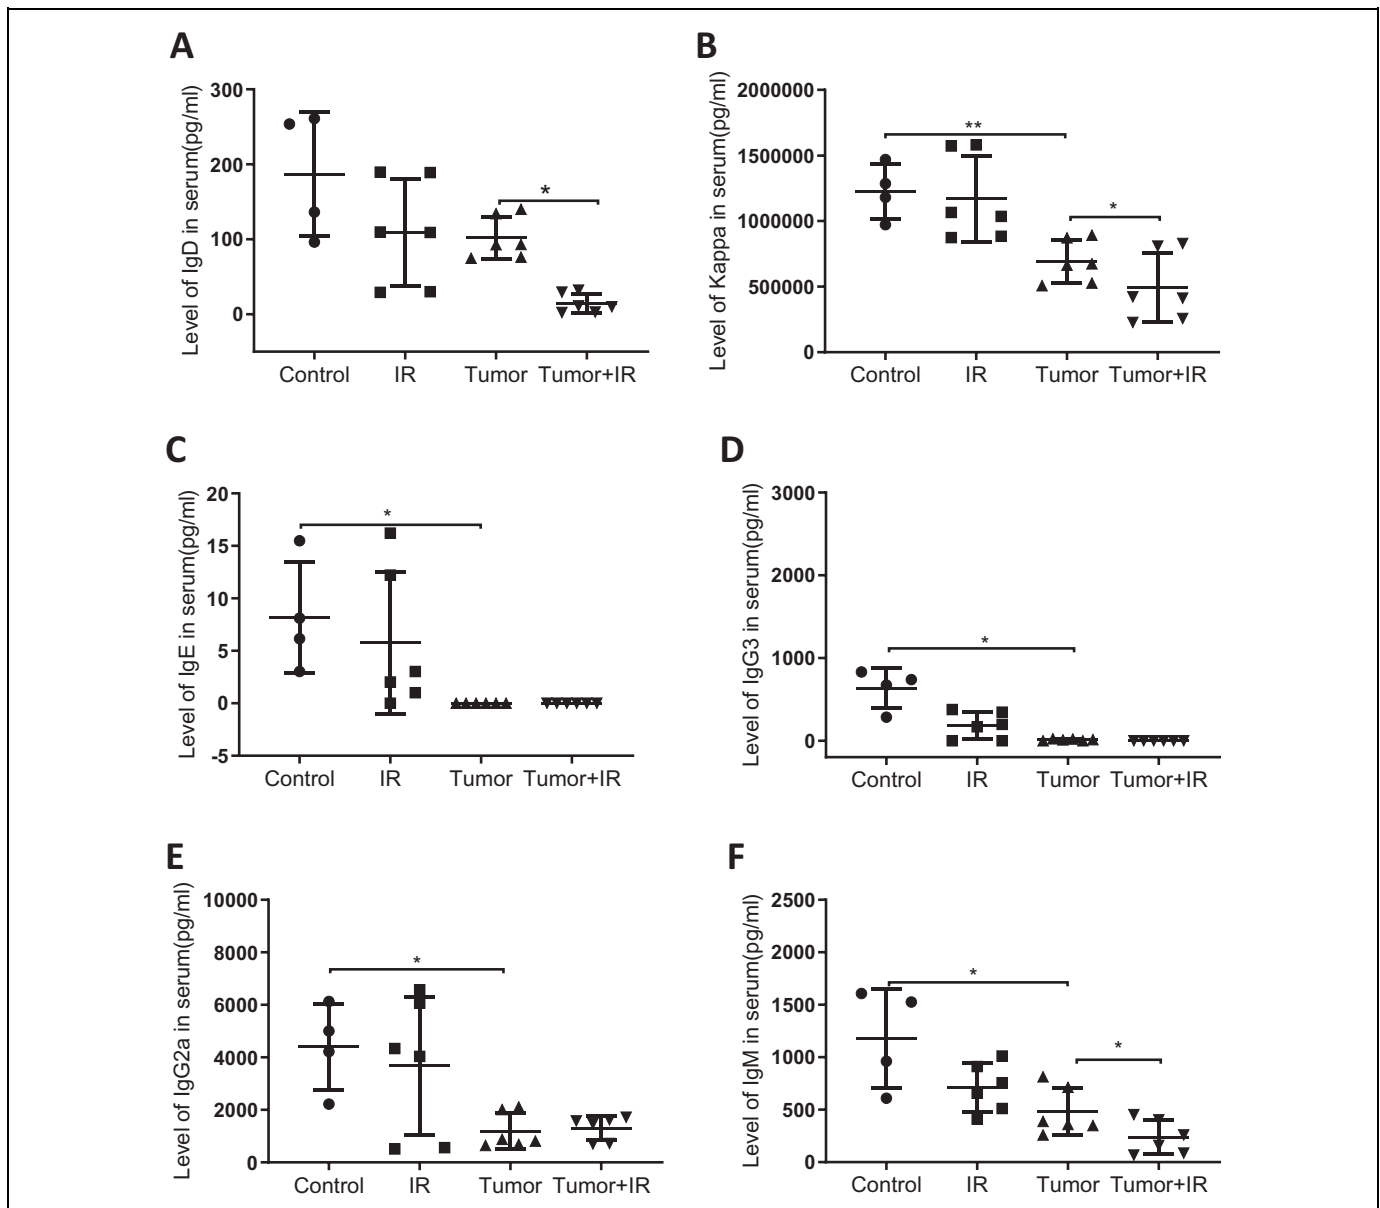 A
Level of IgD in serum(pg/ml)
300
200
100
0
*
Control IR Tumor Tumor+IR
B
Level of Kappa in serum(pg/ml)
2000000
1500000
1000000
500000
0
**
*
Control IR Tumor Tumor+IR
C
Level of IgE in serum(pg/ml)
20
15
10
5
0
-5
*
Control IR Tumor Tumor+IR
D
Level of IgG3 in serum(pg/ml)
3000
2000
1000
0
*
Control IR Tumor Tumor+IR
E
Level of IgG2a in serum(pg/ml)
10000
8000
6000
4000
2000
0
*
Control IR Tumor Tumor+IR
F
Level of IgM in serum(pg/ml)
2500
2000
1500
1000
500
0
*
*
Control IR Tumor Tumor+IR